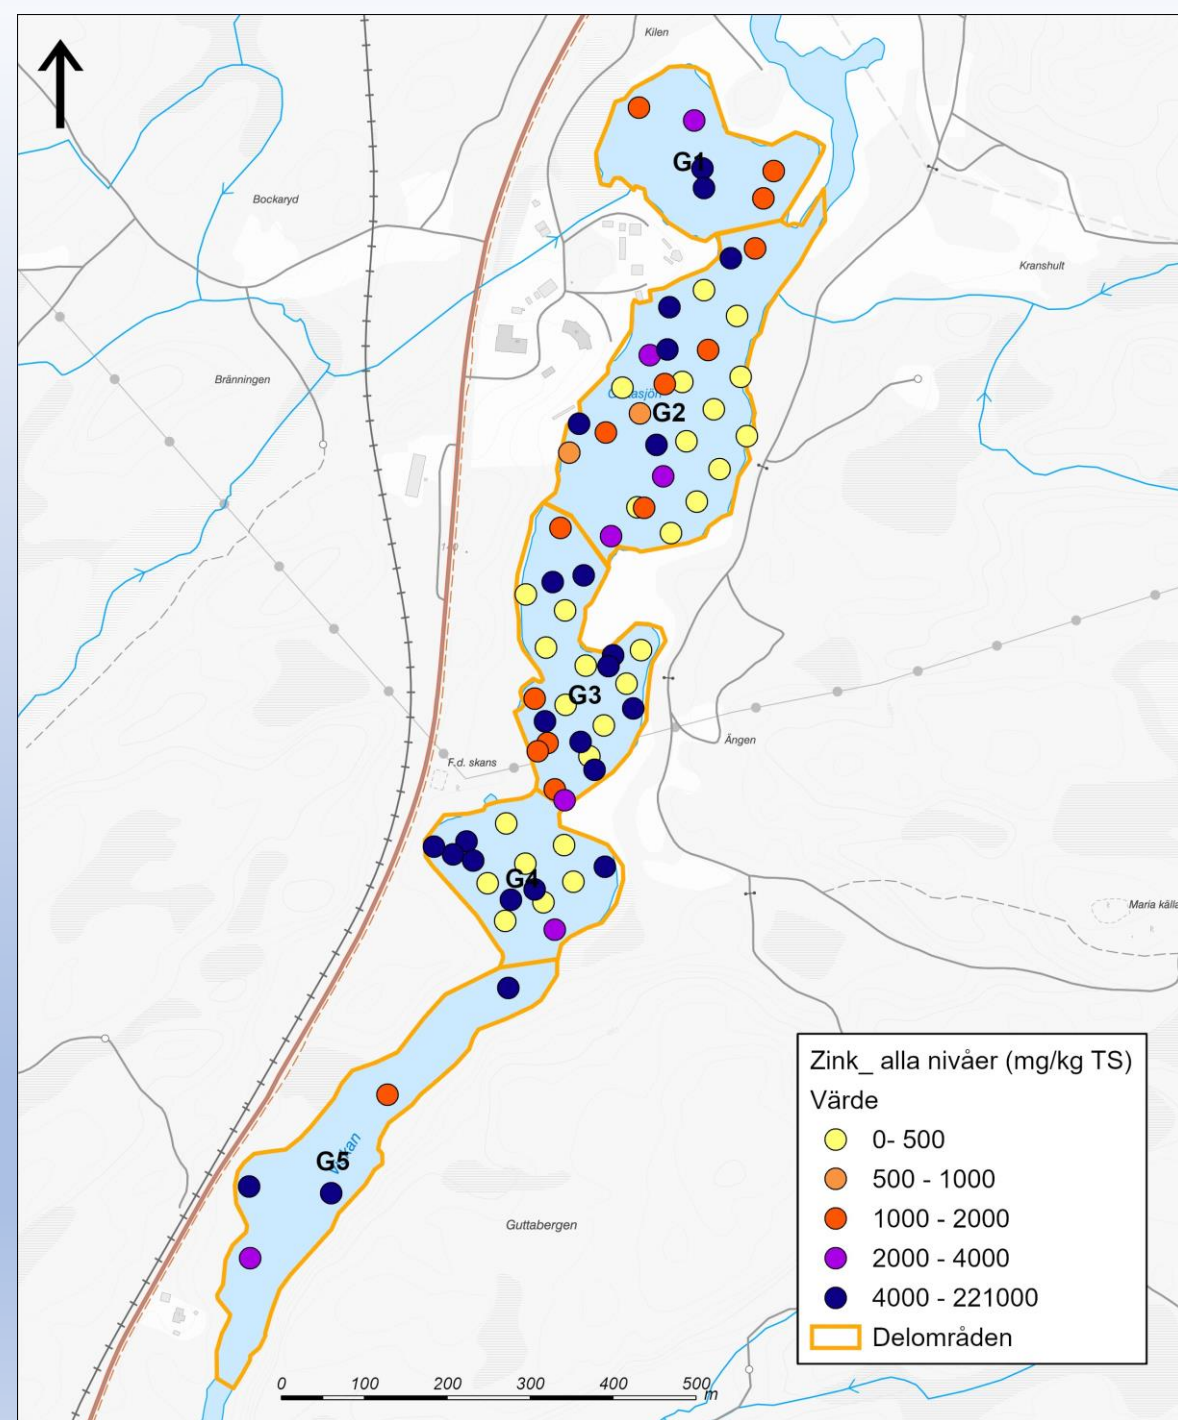 Kilen
G1
Bockaryd
Kranshult
Bränningen
G2
G3
Ängen
F.d. skans
G4
Maria källa
G5
Guttabergen
Zink_ alla nivåer (mg/kg TS)
Värde
0- 500
500 - 1000
1000 - 2000
2000 - 4000
4000 - 221000
Delområden
0 100 200 300 400 500
m